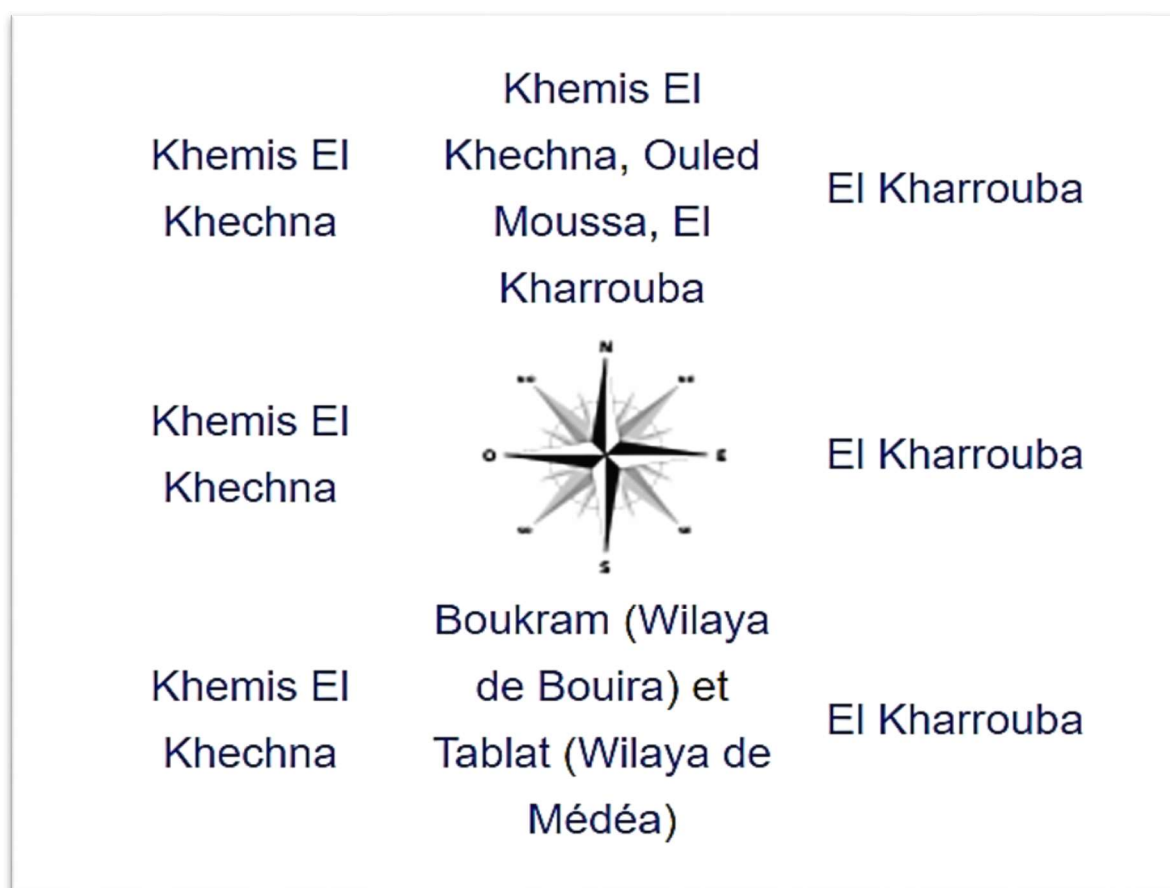 Khemis El
Khechna
Khemis El
Khechna, Ouled
Moussa, El
Kharrouba
El Kharrouba
N
Khemis El
Khechna
O
E
El Kharrouba
S
Khemis El
Khechna
Boukram (Wilaya
de Bouira) et
Tablat (Wilaya de
Médéa)
El Kharrouba